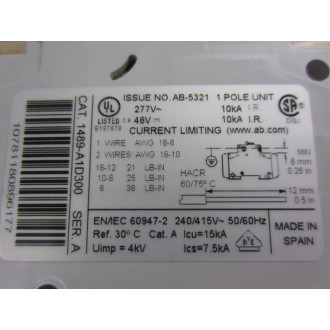 ISSUE NO. AB-5321 1 POLE UNIT
UL LISTED 277V~ 10kA I.R.
48V 10kA I.R.
CURRENT LIMITING (www.ab.com)
1 WIRE AWG 18-6
2 WIRES AWG 18-10
18-12 21 LB-IN
10-8 25 LB-IN
6 36 LB-IN
HACR
60/75°C
MIN.
6 mm
0.25 in
12 mm
0.5 in
EN/IEC 60947-2 240/415V~ 50/60Hz
Ref. 30°C Cat. A Icu=15kA
Uimp = 4kV Ics=7.5kA
MADE IN
SPAIN
CAT. 1489-A1D300 SER A